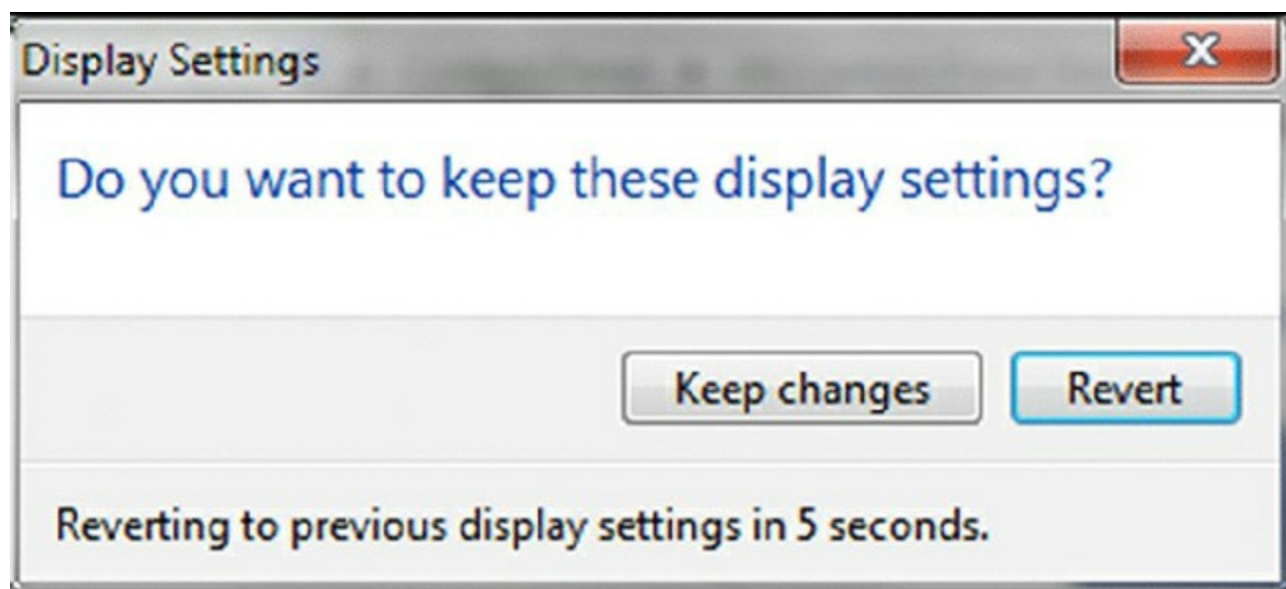 Display Settings
Do you want to keep these display settings?
Keep changes
Revert
Reverting to previous display settings in 5 seconds.